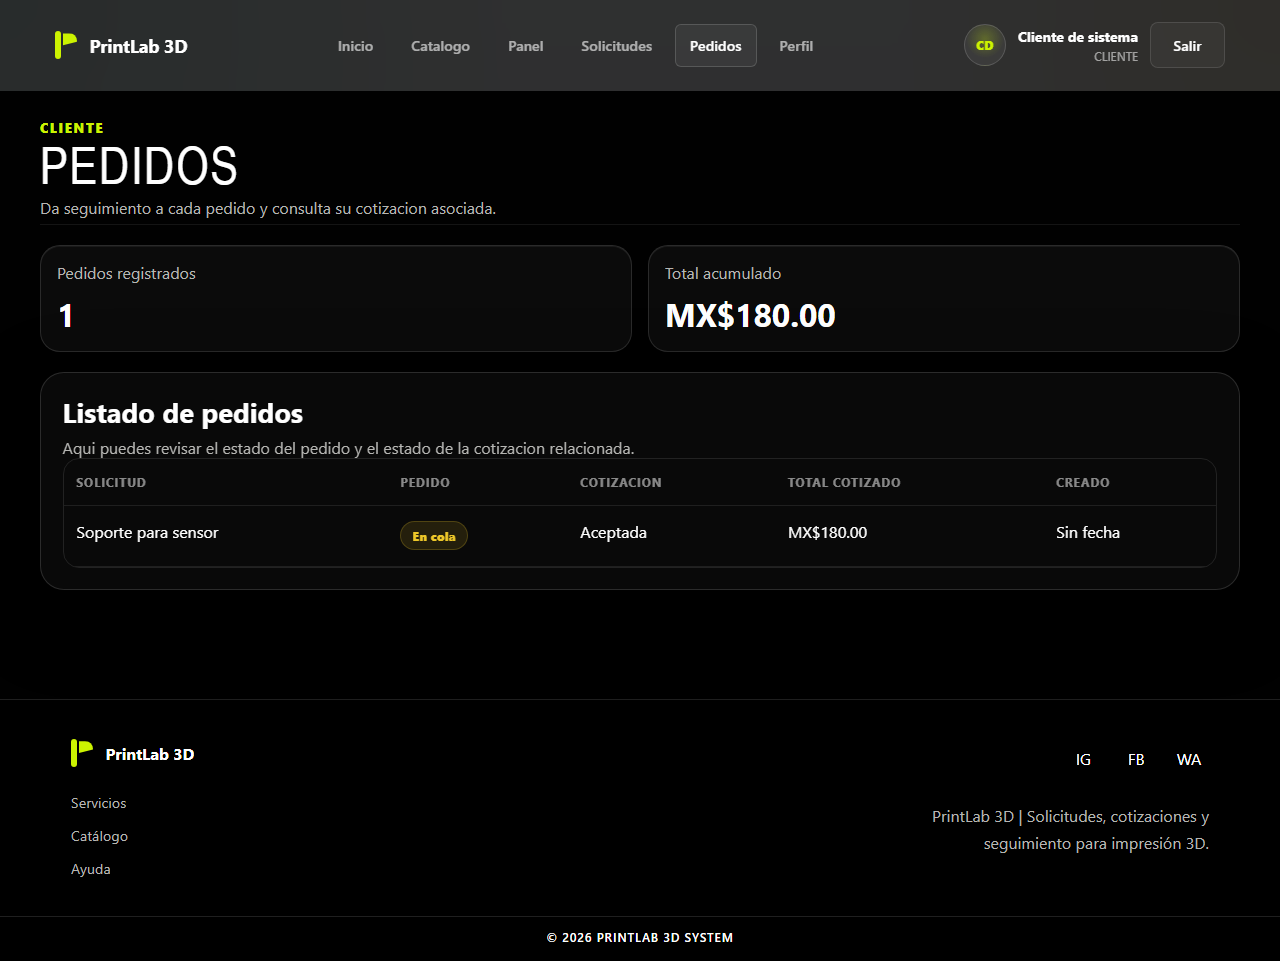 PrintLab 3D
Inicio
Catalogo
Panel
Solicitudes
Pedidos
Perfil
CD
Cliente de sistema
CLIENTE
Salir
CLIENTE
PEDIDOS
Da seguimiento a cada pedido y consulta su cotizacion asociada.
Pedidos registrados
1
Total acumulado
MX$180.00
Listado de pedidos
Aqui puedes revisar el estado del pedido y el estado de la cotizacion relacionada.
SOLICITUD PEDIDO COTIZACION TOTAL COTIZADO CREADO
Soporte para sensor En cola Aceptada MX$180.00 Sin fecha
PrintLab 3D
Servicios
Catálogo
Ayuda
IG FB WA
PrintLab 3D | Solicitudes, cotizaciones y
seguimiento para impresión 3D.
© 2026 PRINTLAB 3D SYSTEM